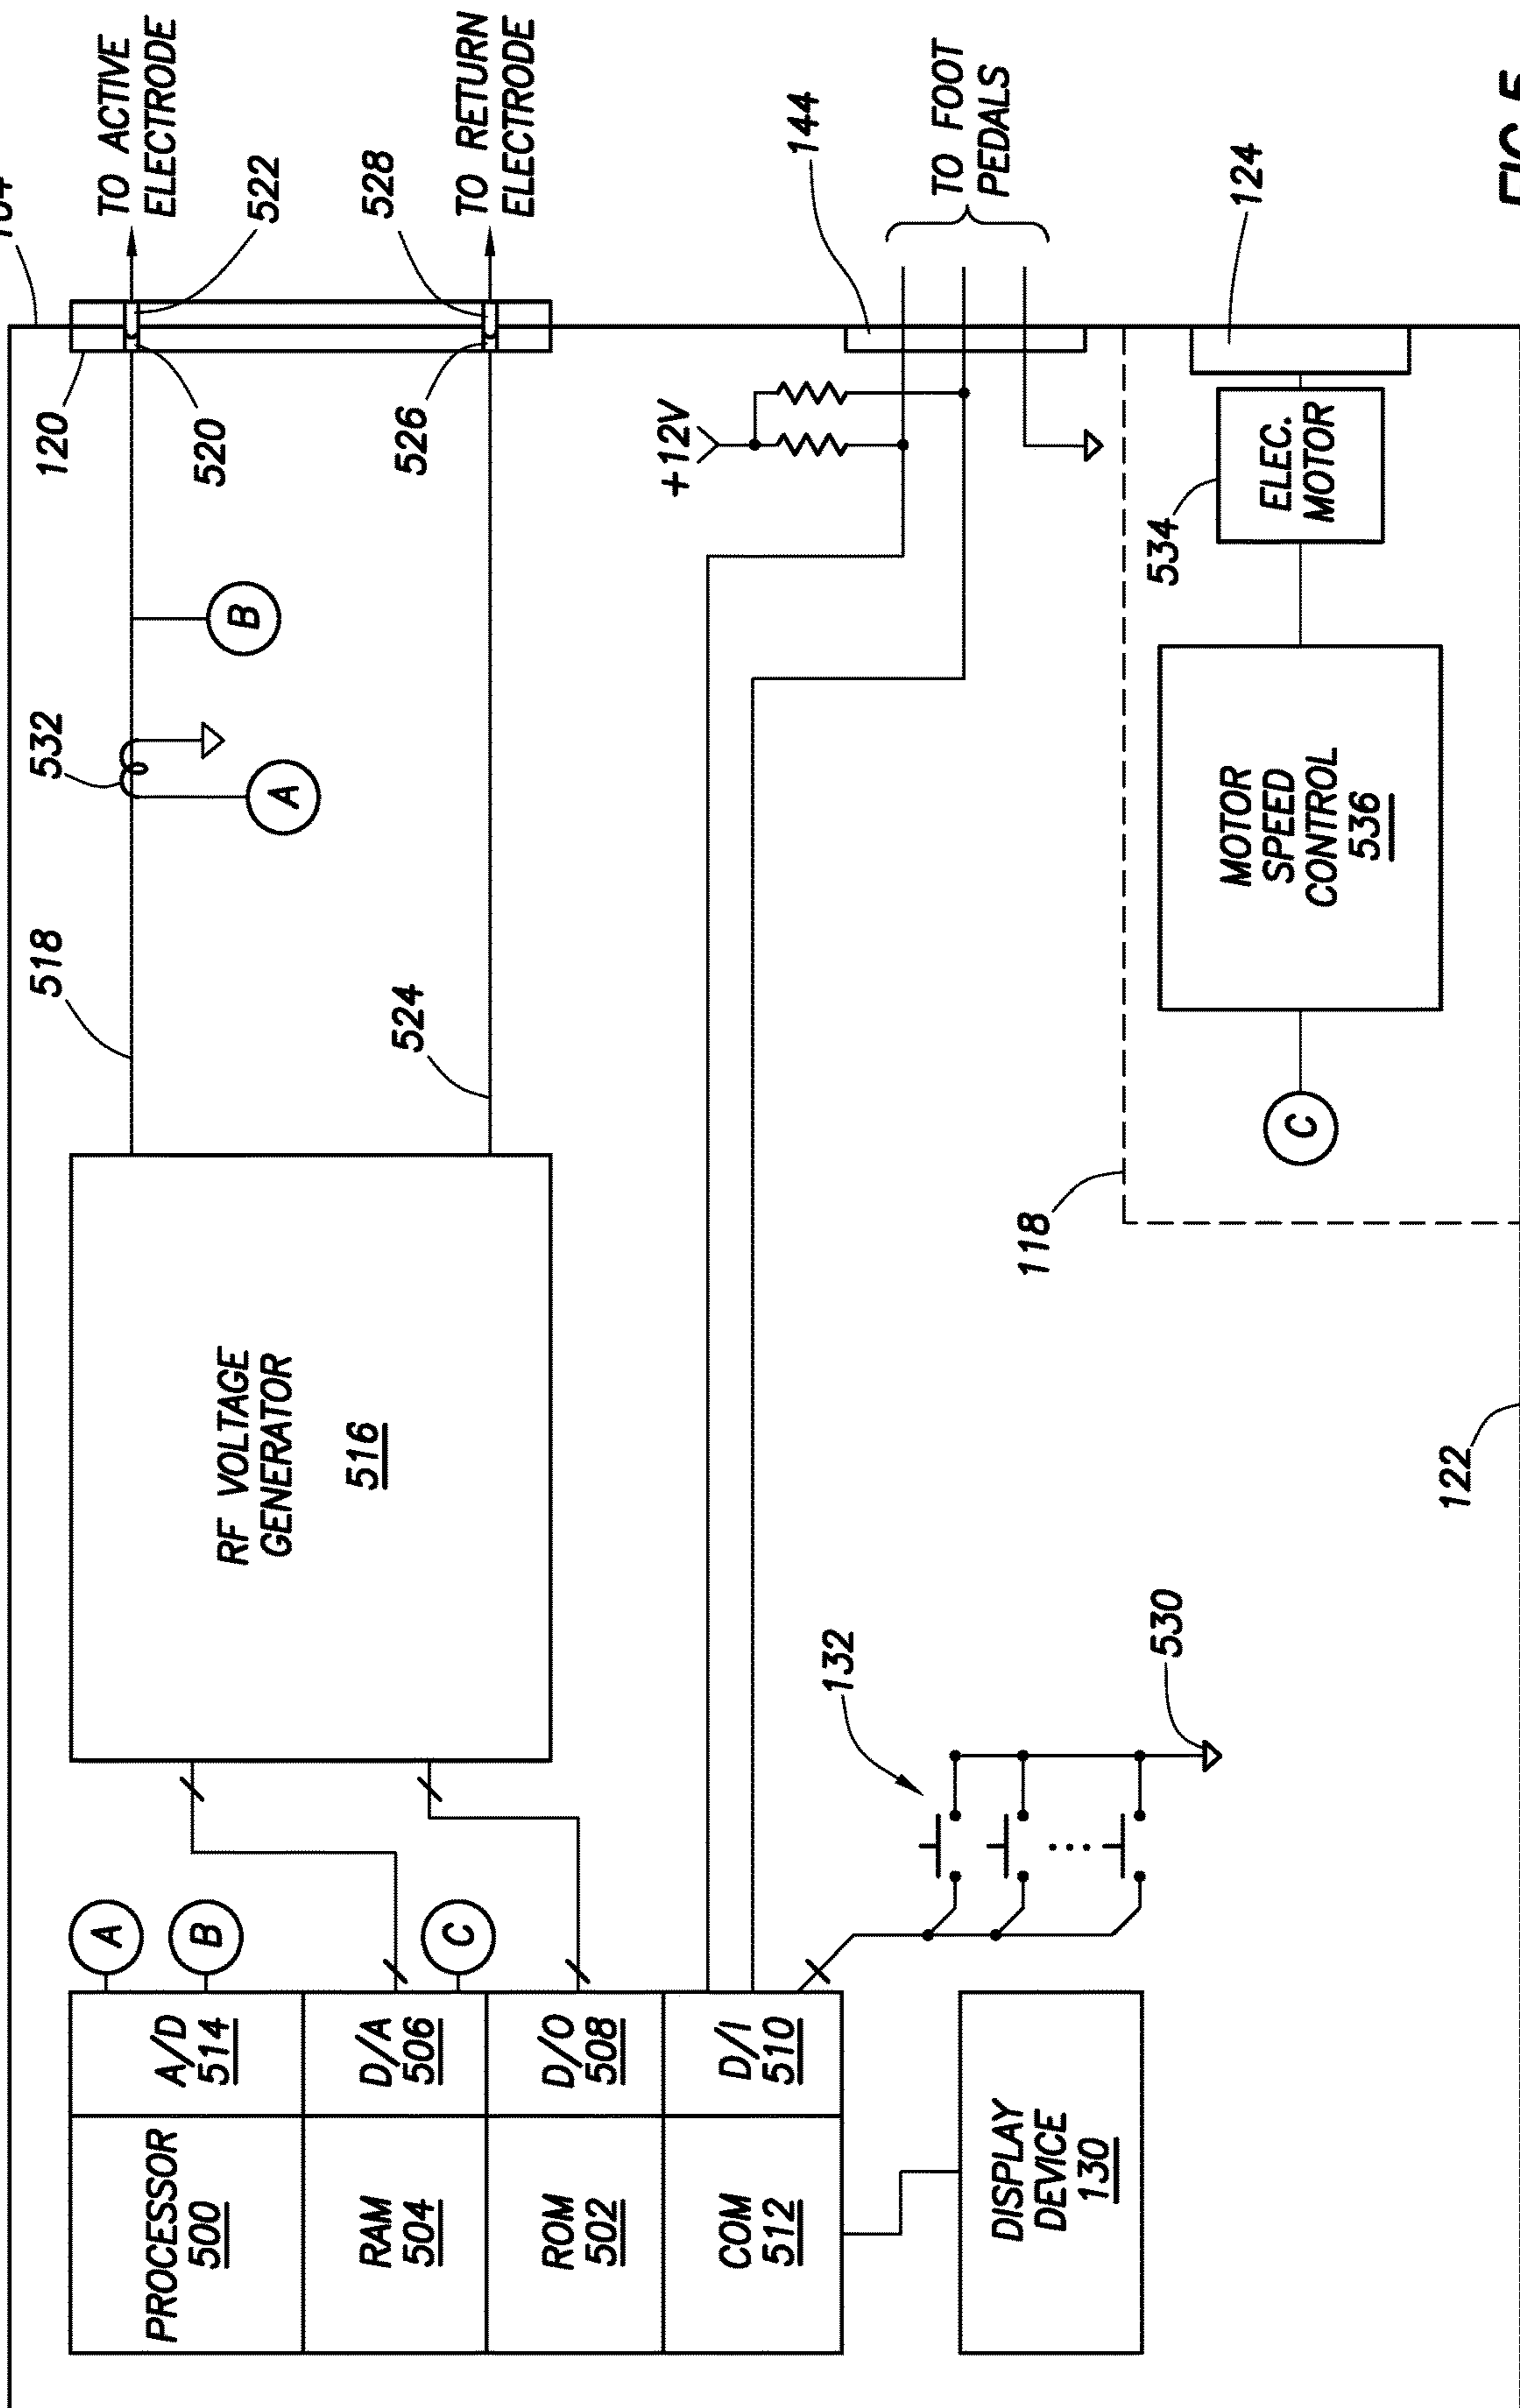 PROCESSOR
500
A/D
514
RAM
504
D/A
506
ROM
502
D/O
508
COM
512
D/I
510
A
B
C
DISPLAY
DEVICE
130
132
530
RF VOLTAGE
GENERATOR
516
518
524
532
A
B
120
520
522
526
528
TO ACTIVE
ELECTRODE
TO RETURN
ELECTRODE
+12V
144
TO FOOT
PEDALS
118
122
C
MOTOR
SPEED
CONTROL
536
534
ELEC.
MOTOR
124